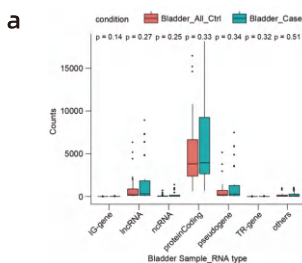 a
condition Bladder_All_Ctrl Bladder_Case
p = 0.14 p = 0.27 p = 0.25 p = 0.33 p = 0.34 p = 0.32 p = 0.51
15000
10000
5000
0
Counts
IG-gene lncRNA ncRNA proteinCoding pseudogene TR-gene others
Bladder Sample_RNA type